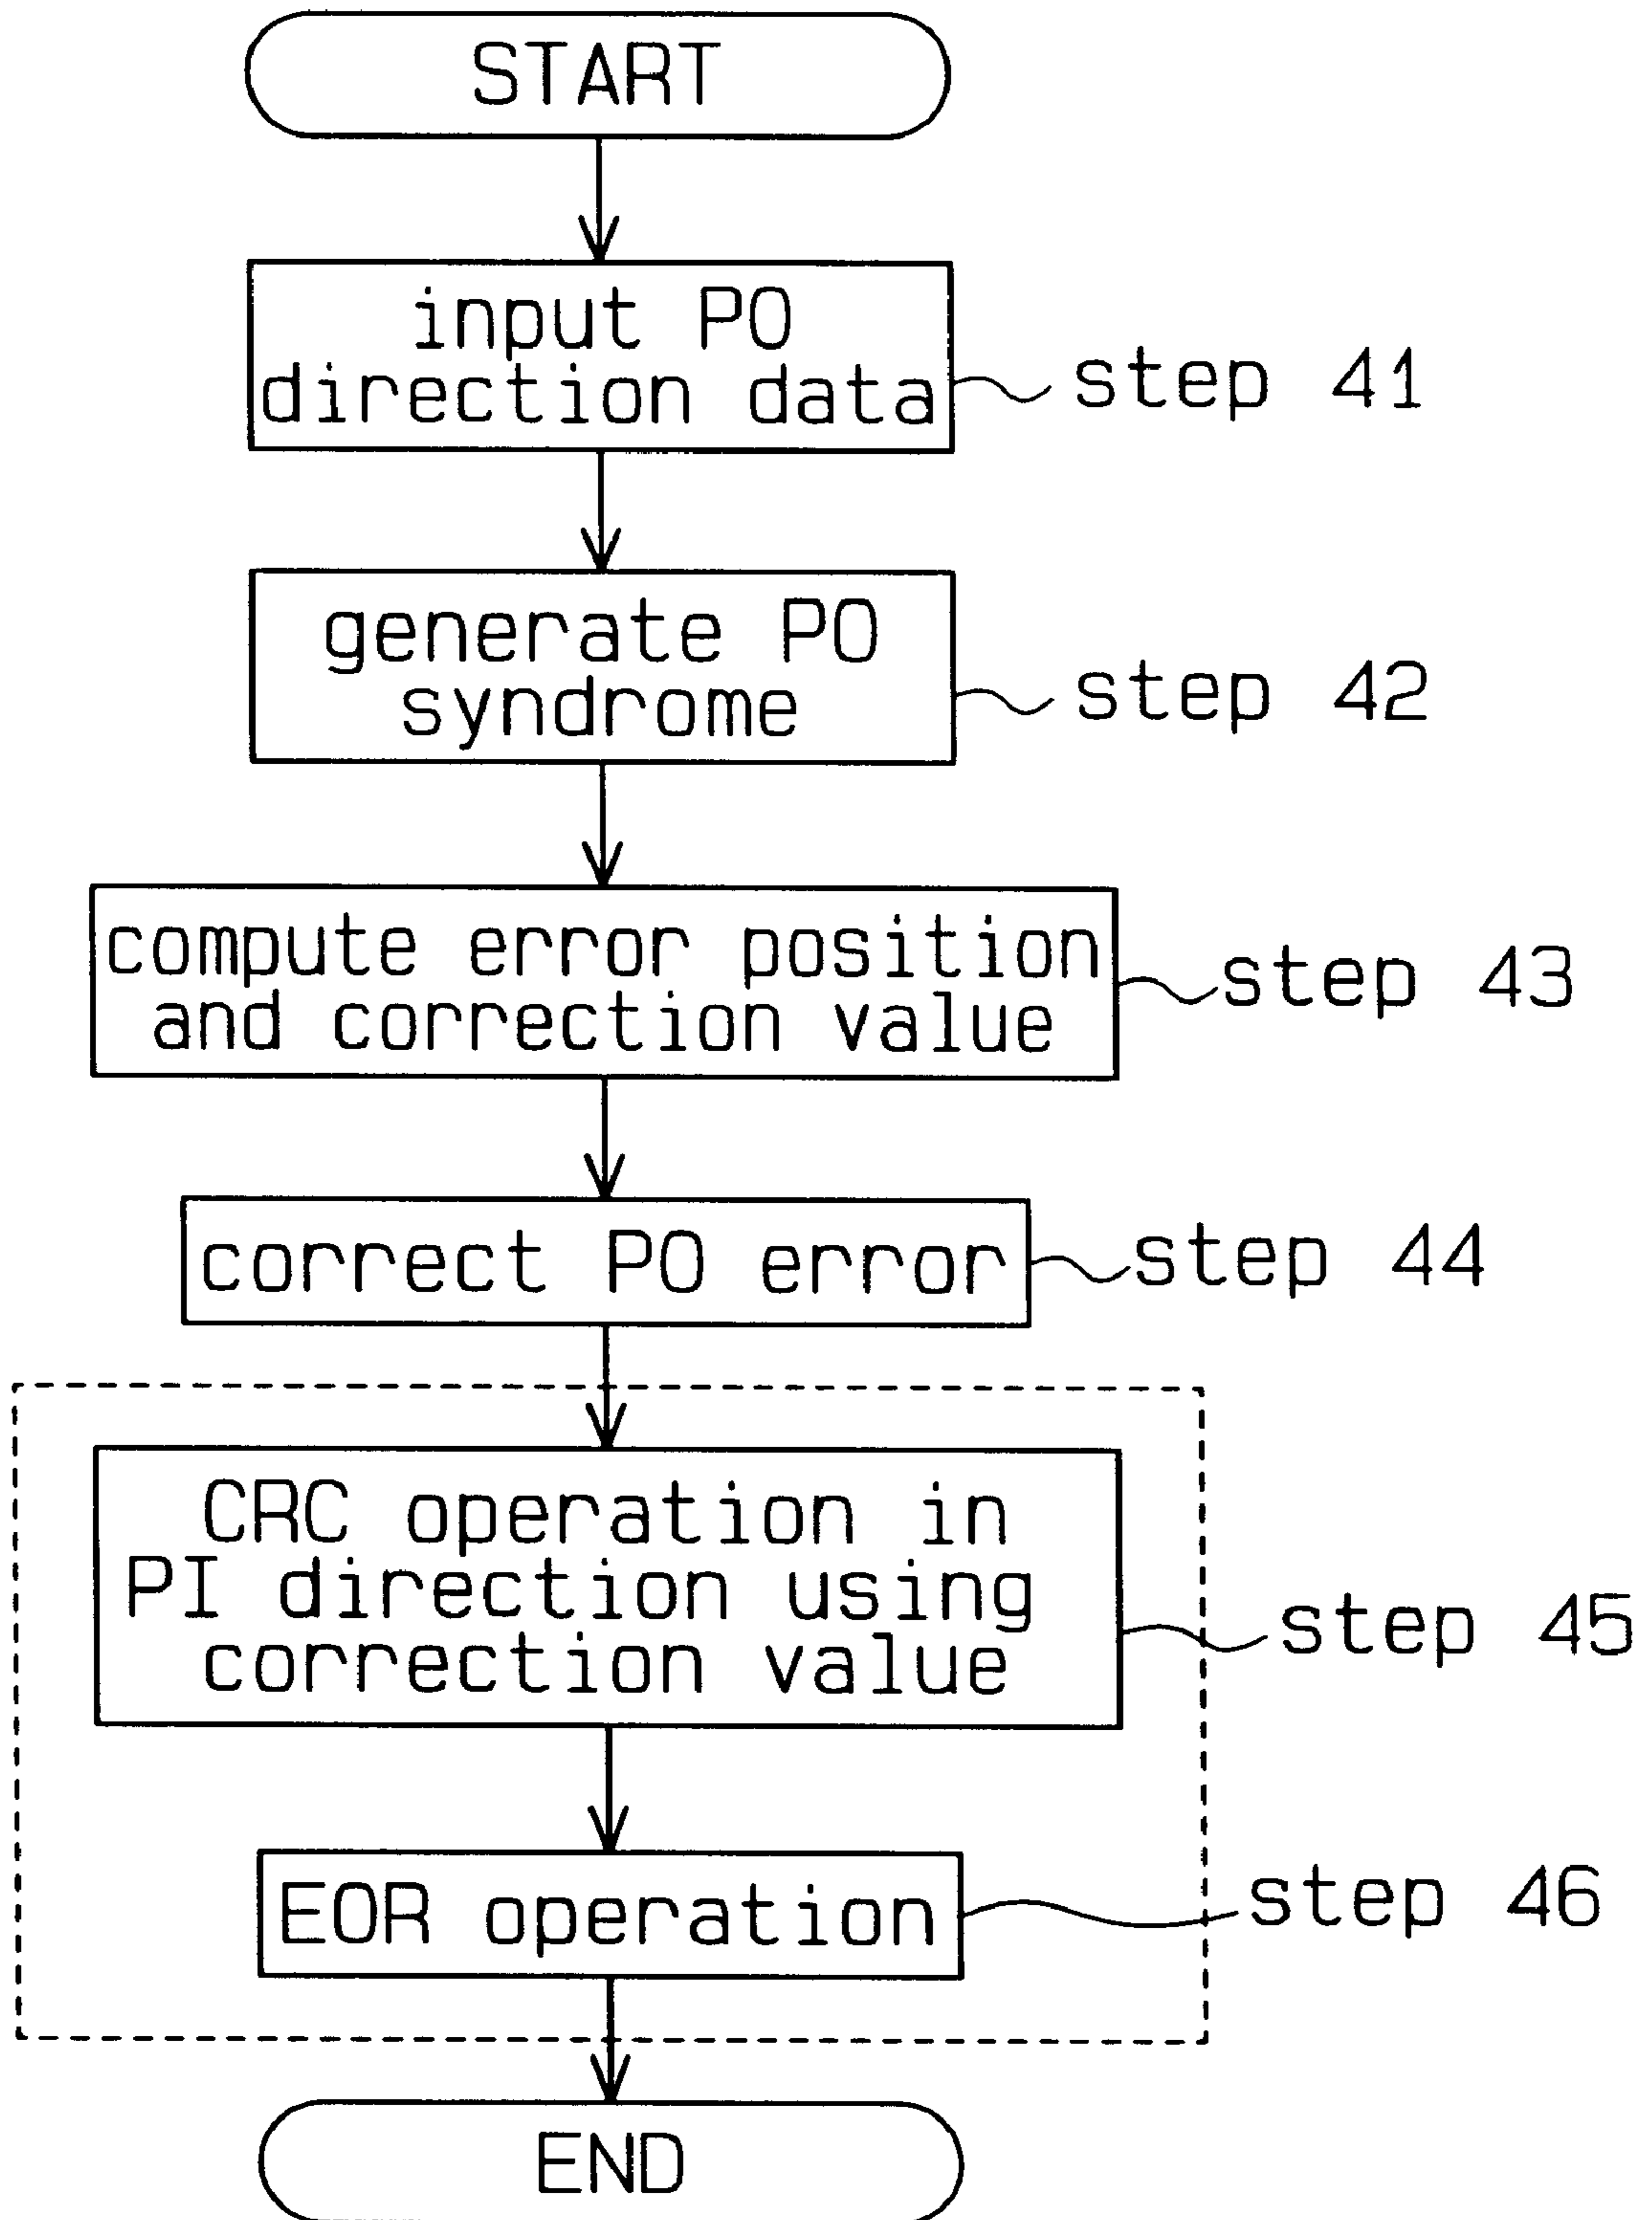 START
input PO
direction data
step 41
generate PO
syndrome
step 42
compute error position
and correction value
step 43
correct PO error
step 44
CRC operation in
PI direction using
correction value
step 45
EOR operation
step 46
END